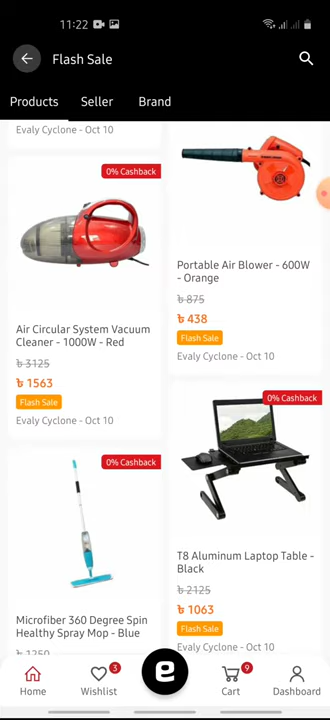 11:22
Flash Sale
Products
Seller
Brand
Evaly Cyclone - Oct 10
0% Cashback
Air Circular System Vacuum
Cleaner - 1000W - Red
৳ 3125
৳ 1563
Flash Sale
Evaly Cyclone - Oct 10
0% Cashback
Microfiber 360 Degree Spin
Healthy Spray Mop - Blue
৳ 1250
Portable Air Blower - 600W
- Orange
৳ 875
৳ 438
Flash Sale
Evaly Cyclone - Oct 10
0% Cashback
T8 Aluminum Laptop Table -
Black
৳ 2125
৳ 1063
Flash Sale
Evaly Cyclone - Oct 10
Home
3
Wishlist
e
9
Cart
Dashboard